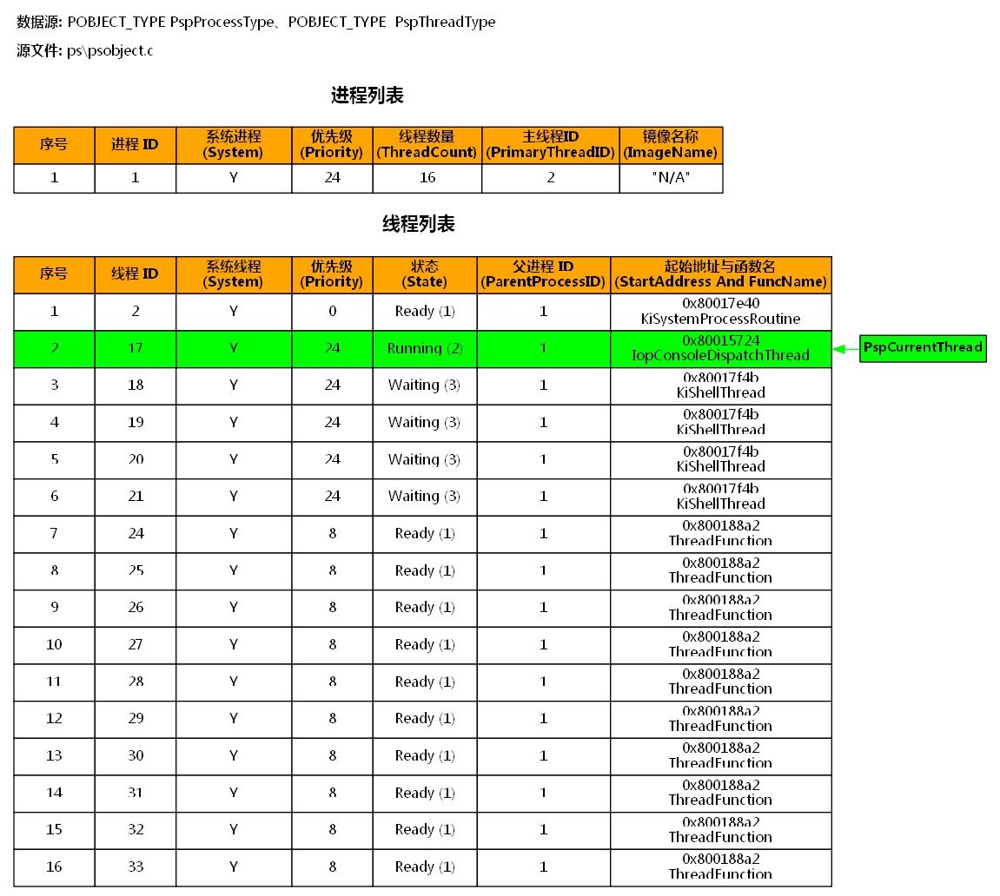 数据源: POBJECT_TYPE PspProcessType、POBJECT_TYPE  PspThreadType
源文件: ps\psobject.c
进程列表
序号 进程 ID 系统进程 (System) 优先级 (Priority) 线程数量 (ThreadCount) 主线程ID (PrimaryThreadID) 镜像名称 (ImageName)
1 1 Y 24 16 2 "N/A"
线程列表
序号 线程 ID 系统线程 (System) 优先级 (Priority) 状态 (State) 父进程 ID (ParentProcessID) 起始地址与函数名 (StartAddress And FuncName)
1 2 Y 0 Ready (1) 1 0x80017e40 KiSystemProcessRoutine
2 17 Y 24 Running (2) 1 0x80015724 IopConsoleDispatchThread PspCurrentThread
3 18 Y 24 Waiting (3) 1 0x80017f4b KiShellThread
4 19 Y 24 Waiting (3) 1 0x80017f4b KiShellThread
5 20 Y 24 Waiting (3) 1 0x80017f4b KiShellThread
6 21 Y 24 Waiting (3) 1 0x80017f4b KiShellThread
7 24 Y 8 Ready (1) 1 0x800188a2 ThreadFunction
8 25 Y 8 Ready (1) 1 0x800188a2 ThreadFunction
9 26 Y 8 Ready (1) 1 0x800188a2 ThreadFunction
10 27 Y 8 Ready (1) 1 0x800188a2 ThreadFunction
11 28 Y 8 Ready (1) 1 0x800188a2 ThreadFunction
12 29 Y 8 Ready (1) 1 0x800188a2 ThreadFunction
13 30 Y 8 Ready (1) 1 0x800188a2 ThreadFunction
14 31 Y 8 Ready (1) 1 0x800188a2 ThreadFunction
15 32 Y 8 Ready (1) 1 0x800188a2 ThreadFunction
16 33 Y 8 Ready (1) 1 0x800188a2 ThreadFunction